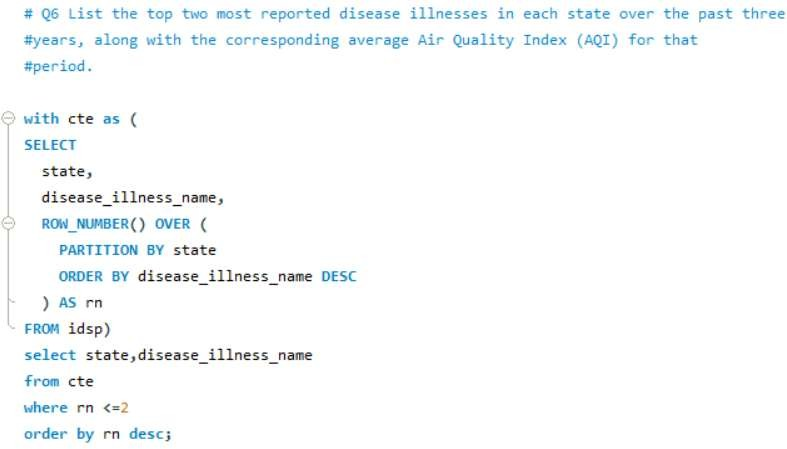 # Q6 List the top two most reported disease illnesses in each state over the past three
#years, along with the corresponding average Air Quality Index (AQI) for that
#period.
with cte as (
SELECT
state,
disease_illness_name,
ROW_NUMBER() OVER (
PARTITION BY state
ORDER BY disease_illness_name DESC
) AS rn
FROM idsp)
select state,disease_illness_name
from cte
where rn <=2
order by rn desc;